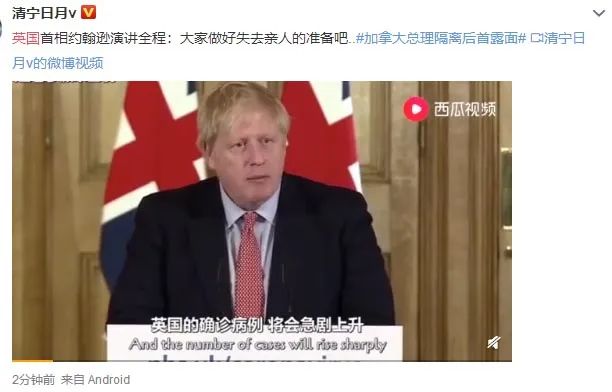 清宁日月v
英国首相约翰逊演讲全程：大家做好失去亲人的准备吧..#加拿大总理隔离后首露面# 清宁日
月v的微博视频
西瓜视频
英国的确诊病例 将会急剧上升
And the number of cases will rise sharply
2分钟前 来自 Android